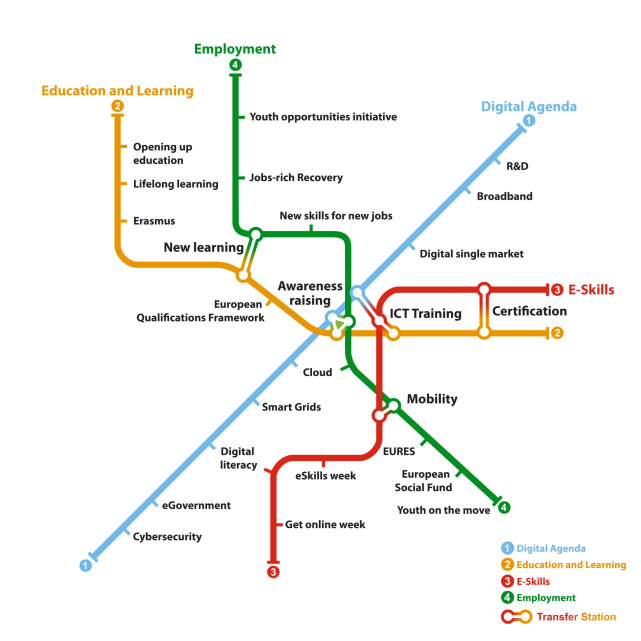 Employment
4
Education and Learning
2
Digital Agenda
1
Youth opportunities initiative
Opening up
education
R&D
Jobs-rich Recovery
Lifelong learning
Broadband
New skills for new jobs
Erasmus
New learning
Digital single market
Awareness
raising
3 E-Skills
European
Qualifications Framework
ICT Training
Certification
2
Cloud
Mobility
Smart Grids
Digital
literacy
EURES
eSkills week
European
Social Fund
eGovernment
Youth on the move
4
Get online week
Cybersecurity
1
3
1 Digital Agenda
2 Education and Learning
3 E-Skills
4 Employment
Transfer Station